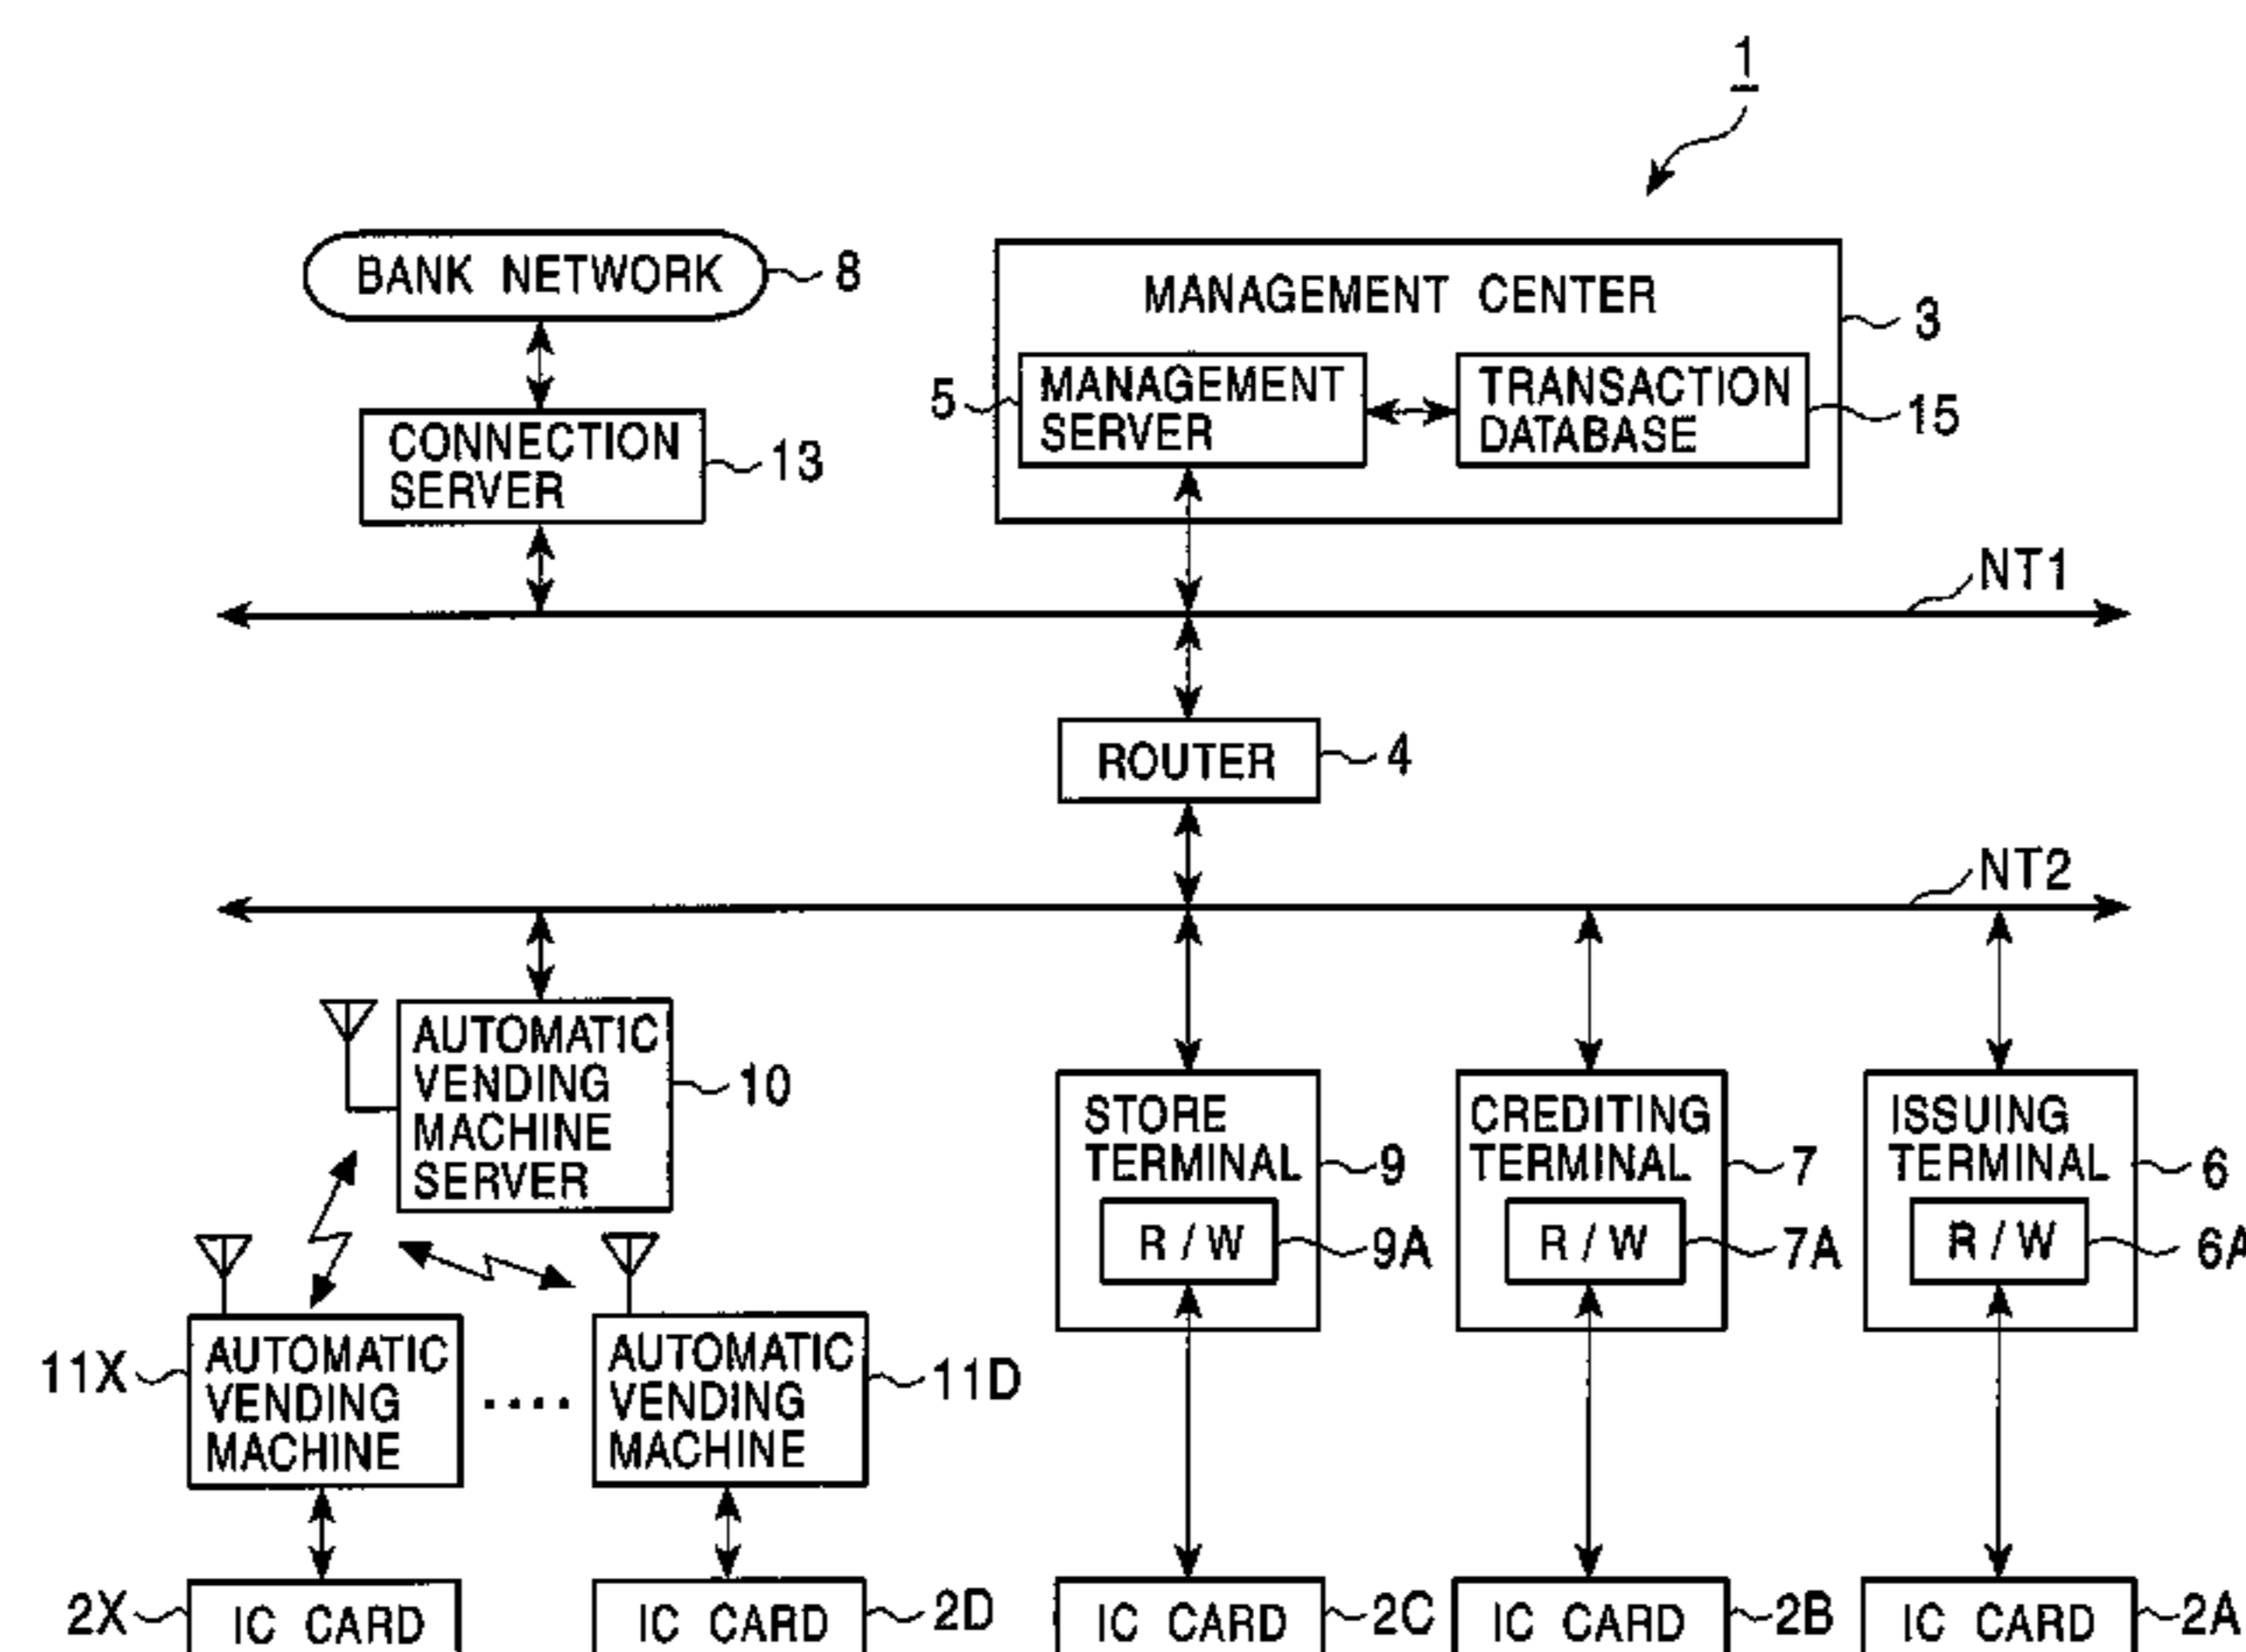 1
BANK NETWORK
8
MANAGEMENT CENTER
3
5
MANAGEMENT
SERVER
TRANSACTION
DATABASE
15
CONNECTION
SERVER
13
NT1
ROUTER
4
NT2
AUTOMATIC
VENDING
MACHINE
SERVER
10
STORE
TERMINAL
9
R/W
9A
CREDITING
TERMINAL
7
R/W
7A
ISSUING
TERMINAL
6
R/W
6A
11X
AUTOMATIC
VENDING
MACHINE
....
AUTOMATIC
VENDING
MACHINE
11D
2X
IC CARD
IC CARD
2D
IC CARD
2C
IC CARD
2B
IC CARD
2A